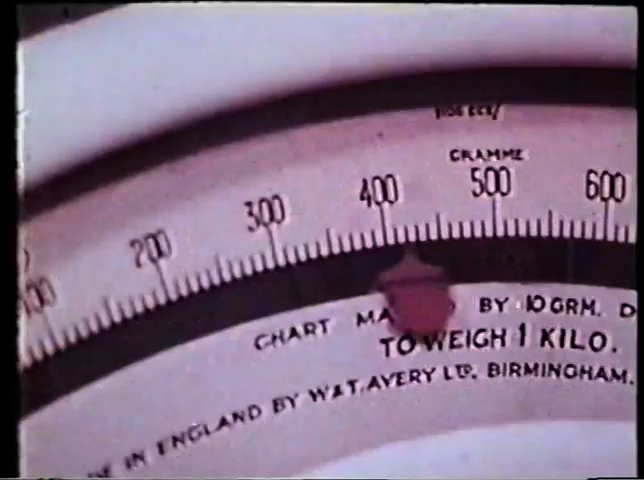 GRAMME
100 200 300 400 500 600
CHART MA BY 10 GRM. D
TO WEIGH 1 KILO.
DE IN ENGLAND BY W&T. AVERY LTD. BIRMINGHAM.